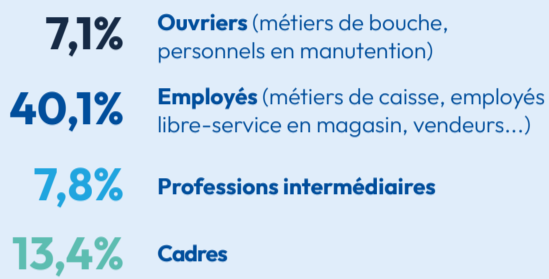 7,1% Ouvriers (métiers de bouche,
personnels en manutention)
40,1% Employés (métiers de caisse, employés
libre-service en magasin, vendeurs...)
7,8% Professions intermédiaires
13,4% Cadres